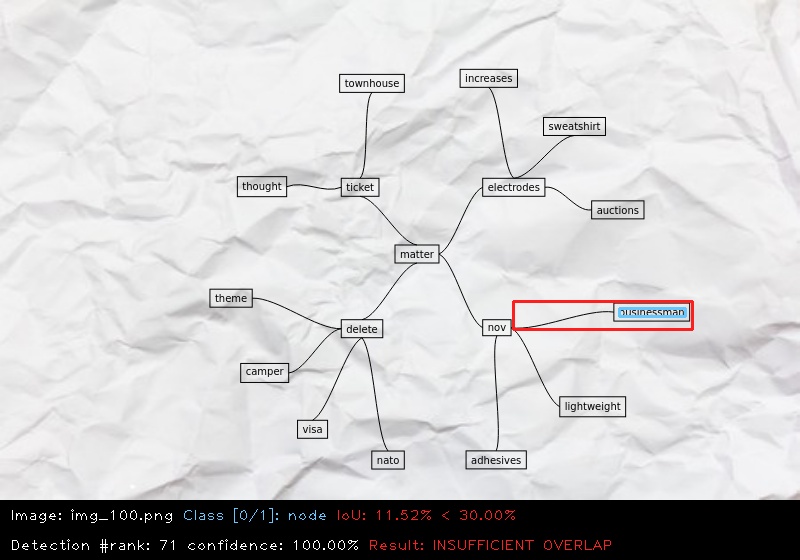 townhouse
increases
sweatshirt
thought
ticket
electrodes
auctions
matter
theme
businessman
delete
nov
camper
lightweight
visa
nato
adhesives
Image: img_100.png Class [0/1]: node IoU: 11.52% < 30.00%
Detection #rank: 71 confidence: 100.00% Result: INSUFFICIENT OVERLAP